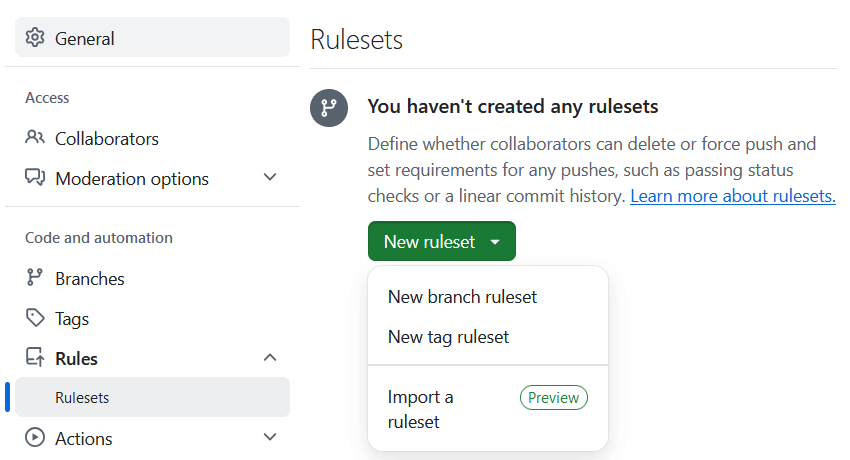 General
Access
Collaborators
Moderation options
Code and automation
Branches
Tags
Rules
Rulesets
Actions
Rulesets
You haven't created any rulesets
Define whether collaborators can delete or force push and
set requirements for any pushes, such as passing status
checks or a linear commit history. Learn more about rulesets.
New ruleset
New branch ruleset
New tag ruleset
Import a
ruleset
Preview